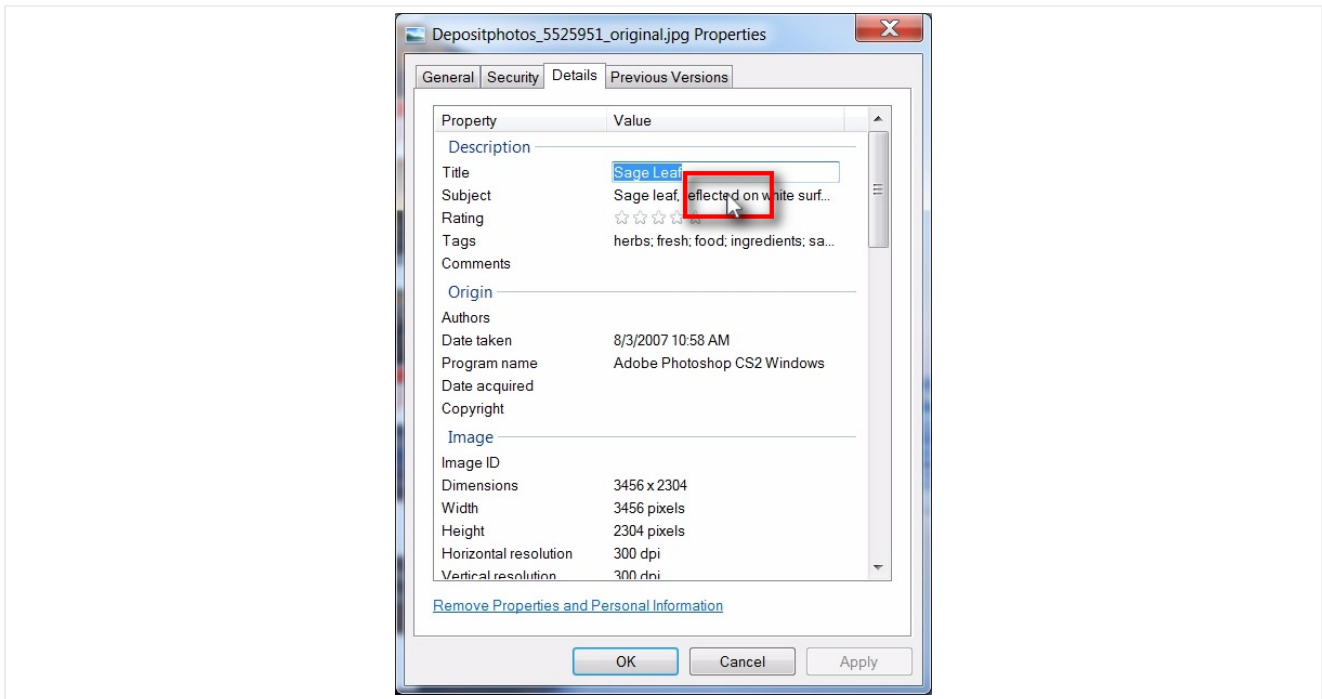 Depositphotos_5525951_original.jpg Properties
General Security Details Previous Versions
Property Value
Description
Title Sage Leaf
Subject Sage leaf, reflected on white surf...
Rating
Tags herbs; fresh; food; ingredients; sa...
Comments
Origin
Authors
Date taken 8/3/2007 10:58 AM
Program name Adobe Photoshop CS2 Windows
Date acquired
Copyright
Image
Image ID
Dimensions 3456 x 2304
Width 3456 pixels
Height 2304 pixels
Horizontal resolution 300 dpi
Vertical resolution 300 dpi
Remove Properties and Personal Information
OK Cancel Apply